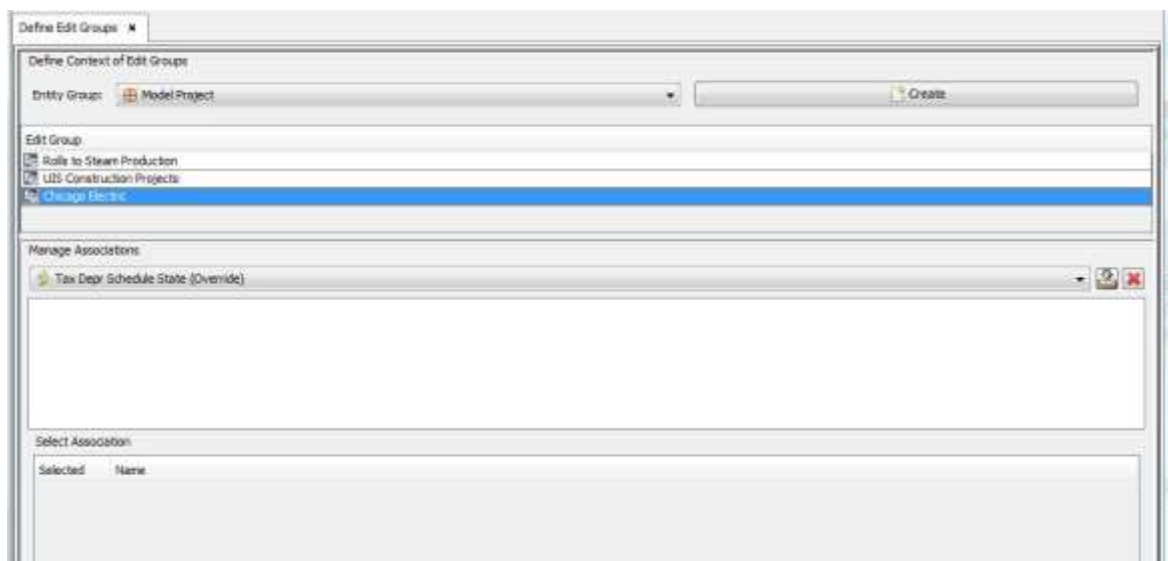 Define Edit Groups
Define Context of Edit Groups
Entity Group: Model Project Create
Edit Group
Rolls to Steam Production
UIS Construction Projects
Chicago Electric
Manage Associations
Tax Depr Schedule State (Override)
Select Association
Selected Name